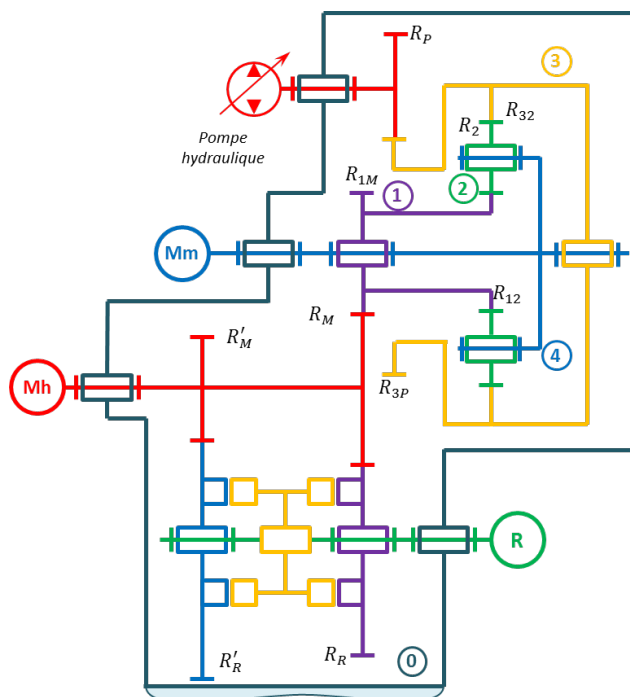 R_P
3
R_2
R_32
Pompe
hydraulique
R_1M
1
2
Mm
R_12
R_M
R'_M
4
Mh
R_3P
R
0
R'_R
R_R